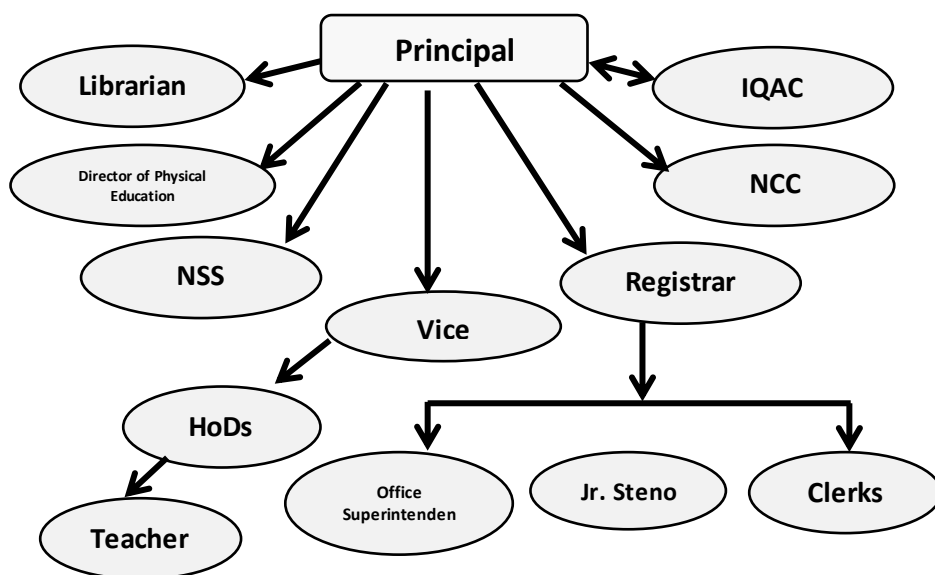 Principal
Librarian
IQAC
Director of Physical
Education
NCC
NSS
Registrar
Vice
HoDs
Office
Superintenden
Jr. Steno
Clerks
Teacher